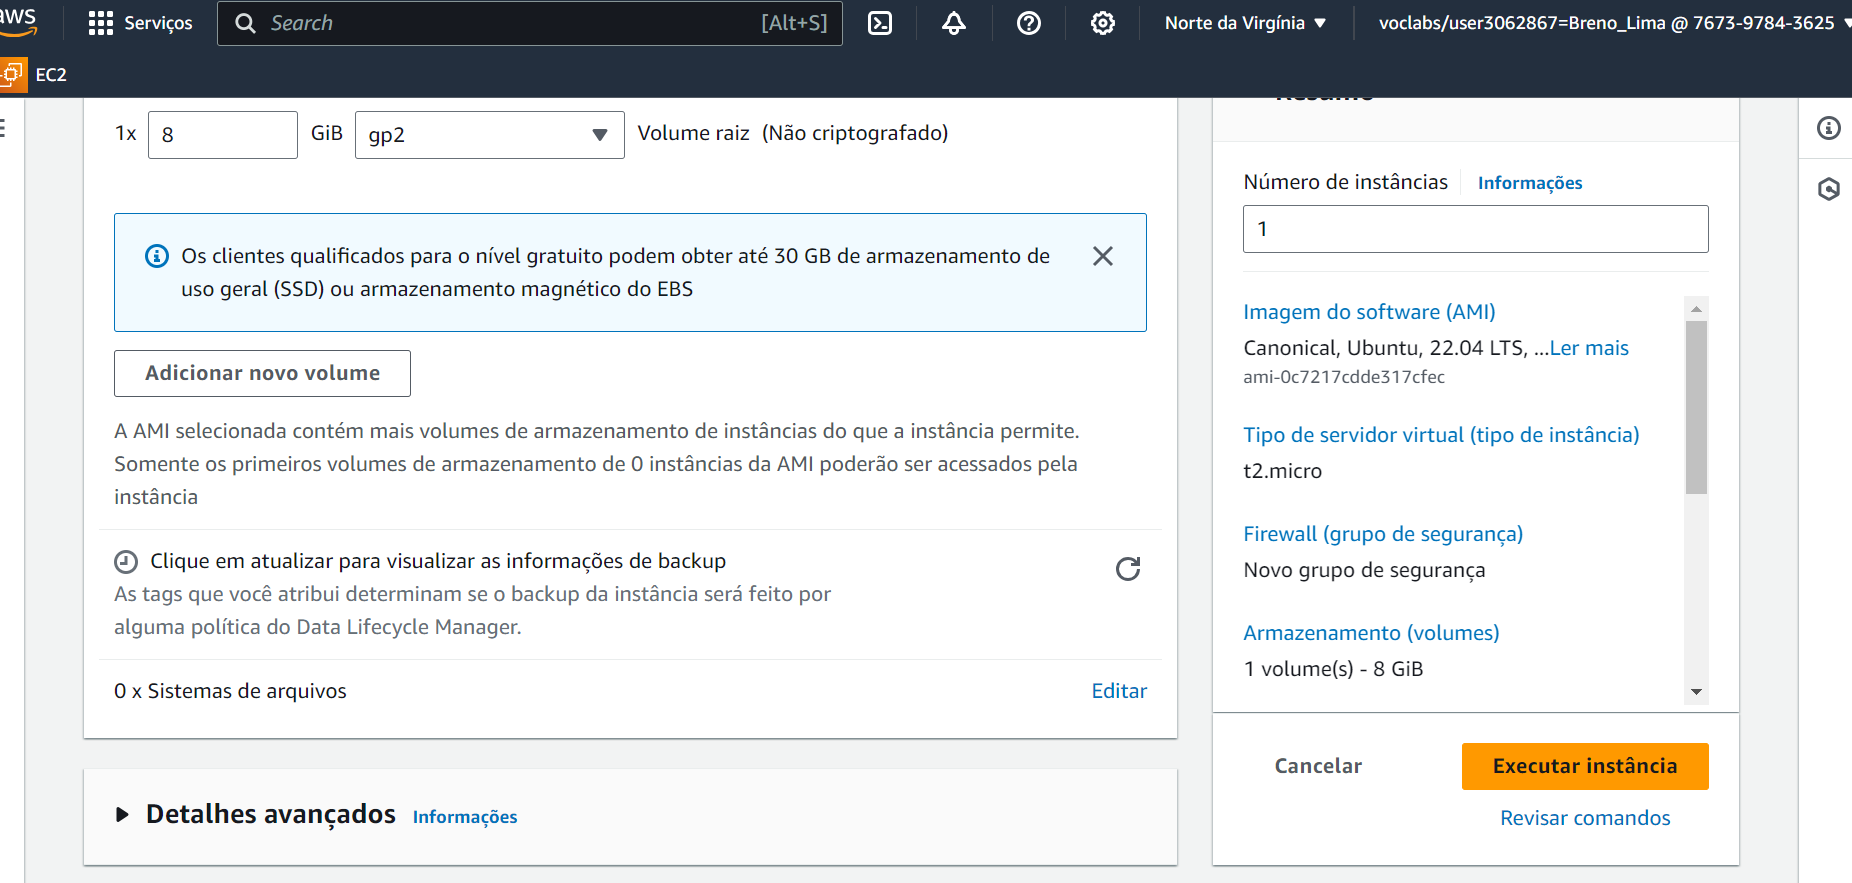 aws
Serviços
Search
[Alt+S]
Norte da Virgínia
voclabs/user3062867=Breno_Lima @ 7673-9784-3625
EC2
1x
8
GiB
gp2
Volume raiz (Não criptografado)
Os clientes qualificados para o nível gratuito podem obter até 30 GB de armazenamento de
uso geral (SSD) ou armazenamento magnético do EBS
Adicionar novo volume
A AMI selecionada contém mais volumes de armazenamento de instâncias do que a instância permite.
Somente os primeiros volumes de armazenamento de 0 instâncias da AMI poderão ser acessados pela
instância
Clique em atualizar para visualizar as informações de backup
As tags que você atribui determinam se o backup da instância será feito por
alguma política do Data Lifecycle Manager.
0 x Sistemas de arquivos
Editar
Detalhes avançados
Informações
Resumo
Número de instâncias
Informações
1
Imagem do software (AMI)
Canonical, Ubuntu, 22.04 LTS, ...Ler mais
ami-0c7217cdde317cfec
Tipo de servidor virtual (tipo de instância)
t2.micro
Firewall (grupo de segurança)
Novo grupo de segurança
Armazenamento (volumes)
1 volume(s) - 8 GiB
Cancelar
Executar instância
Revisar comandos